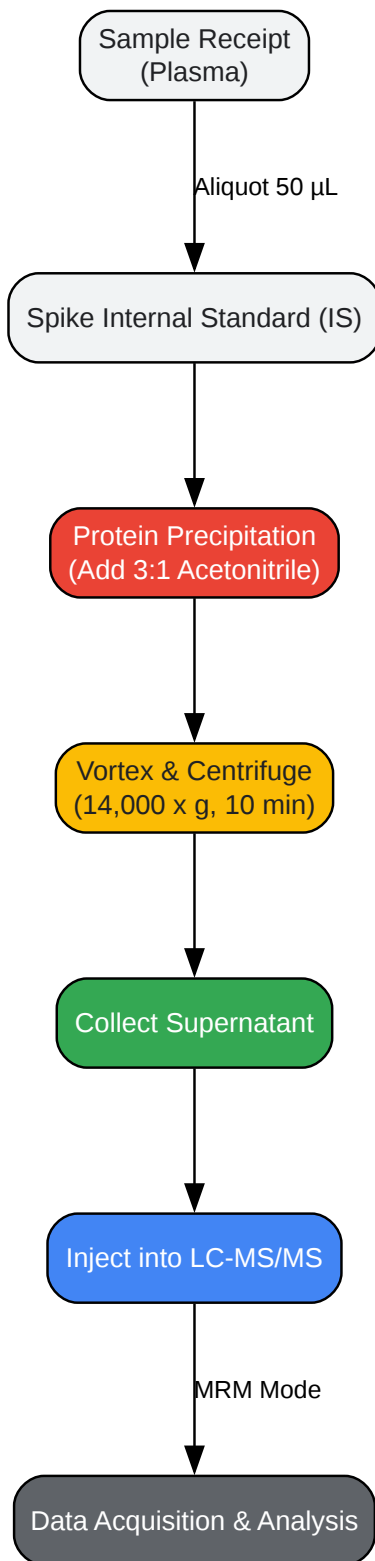 Sample Receipt
(Plasma)
Aliquot 50 µL
Spike Internal Standard (IS)
Protein Precipitation
(Add 3:1 Acetonitrile)
Vortex & Centrifuge
(14,000 x g, 10 min)
Collect Supernatant
Inject into LC-MS/MS
MRM Mode
Data Acquisition & Analysis